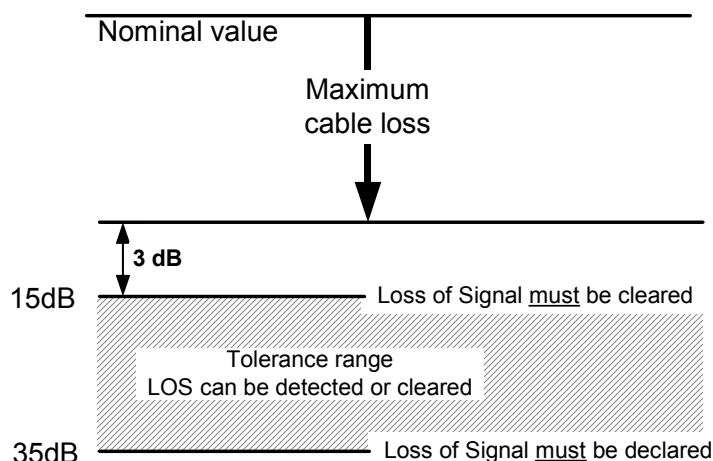 Nominal value
Maximum
cable loss
3 dB
15dB
Loss of Signal must be cleared
Tolerance range
LOS can be detected or cleared
35dB
Loss of Signal must be declared